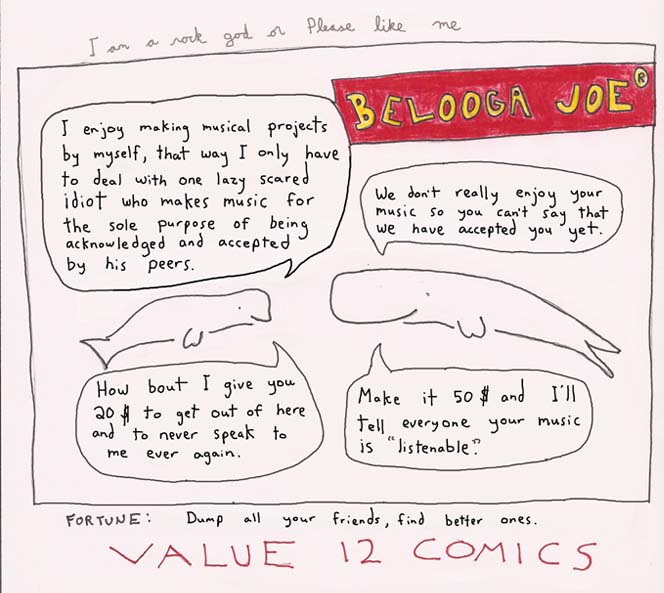 I am a rock god or Please like me
BELOOGA JOE®
I enjoy making musical projects
by myself, that way I only have
to deal with one lazy scared
idiot who makes music for
the sole purpose of being
acknowledged and accepted
by his peers.
We don't really enjoy your
music so you can't say that
we have accepted you yet.
How bout I give you
20 $ to get out of here
and to never speak to
me ever again.
Make it 50 $ and I'll
tell everyone your music
is "listenable."
FORTUNE: Dump all your friends, find better ones.
VALUE 12 COMICS